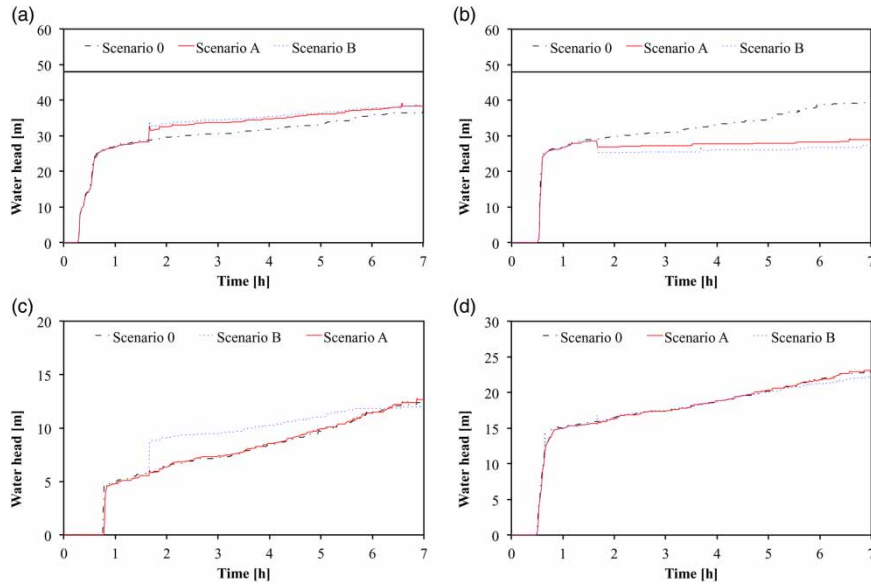 (a)
Scenario 0 Scenario A Scenario B
60
50
40
30
20
10
0
Water head [m]
0 1 2 3 4 5 6 7
Time [h]
(b)
Scenario 0 Scenario A Scenario B
60
50
40
30
20
10
0
Water head [m]
0 1 2 3 4 5 6 7
Time [h]
(c)
Scenario 0 Scenario B Scenario A
20
15
10
5
0
Water head [m]
0 1 2 3 4 5 6 7
Time [h]
(d)
Scenario 0 Scenario A Scenario B
30
25
20
15
10
5
0
Water head [m]
0 1 2 3 4 5 6 7
Time [h]